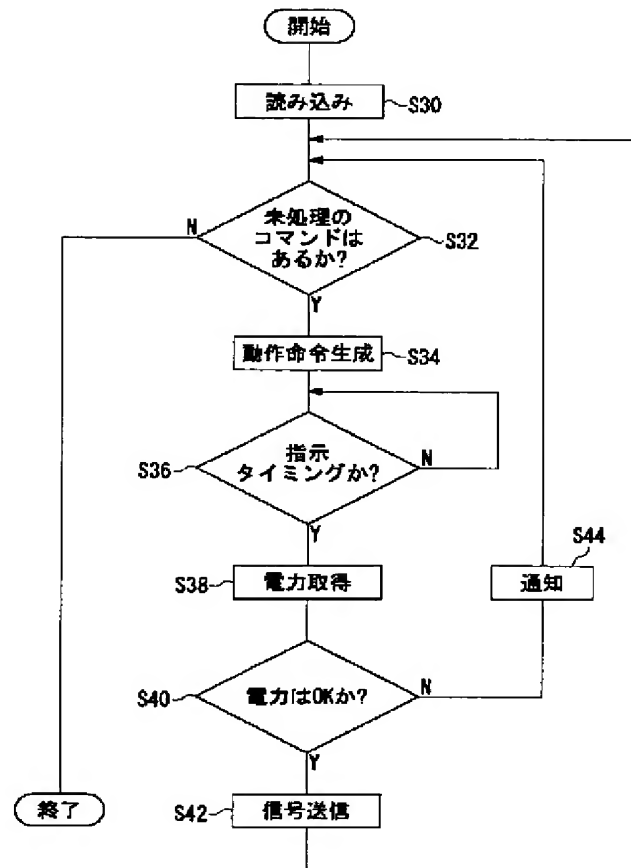 開始
読み込み
S30
未処理の
コマンドは
あるか?
N
S32
Y
動作命令生成
S34
指示
タイミングか?
S36
N
Y
S44
通知
S38
電力取得
電力はOKか?
S40
N
Y
終了
S42
信号送信